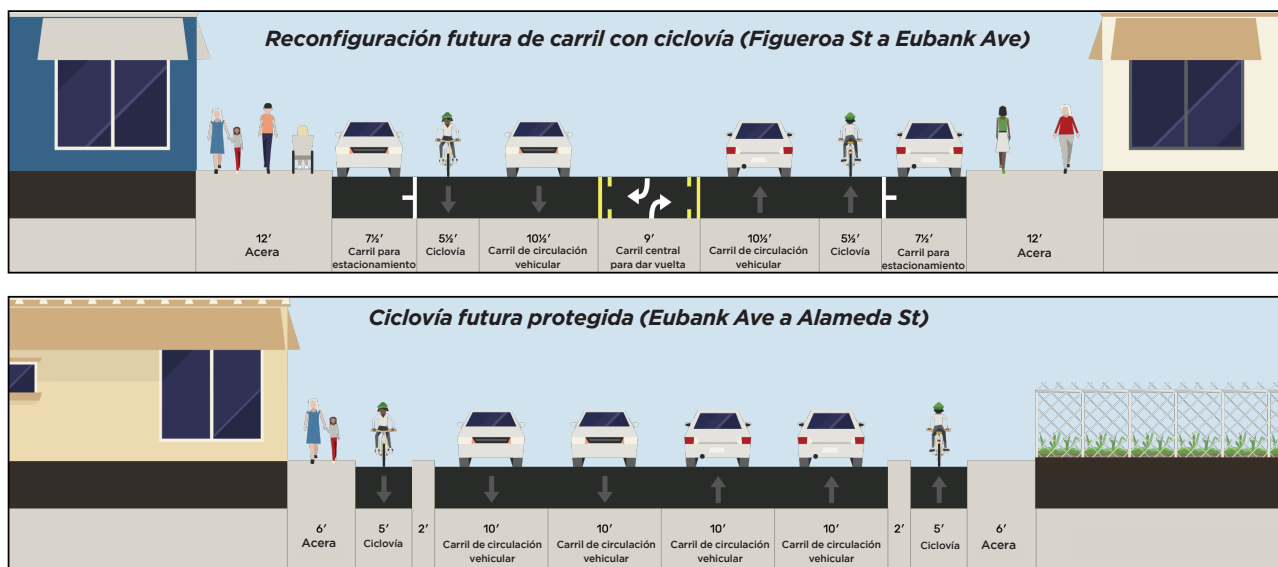 Reconfiguración futura de carril con ciclovía (Figueroa St a Eubank Ave)
12’
Acera
7½’
Carril para
estacionamiento
5½’
Ciclovía
10½’
Carril de circulación
vehicular
9’
Carril central
para dar vuelta
10½’
Carril de circulación
vehicular
5½’
Ciclovía
7½’
Carril para
estacionamiento
12’
Acera
Ciclovía futura protegida (Eubank Ave a Alameda St)
6’
Acera
5’
Ciclovía
2’
10’
Carril de circulación
vehicular
10’
Carril de circulación
vehicular
10’
Carril de circulación
vehicular
10’
Carril de circulación
vehicular
2’
5’
Ciclovía
6’
Acera